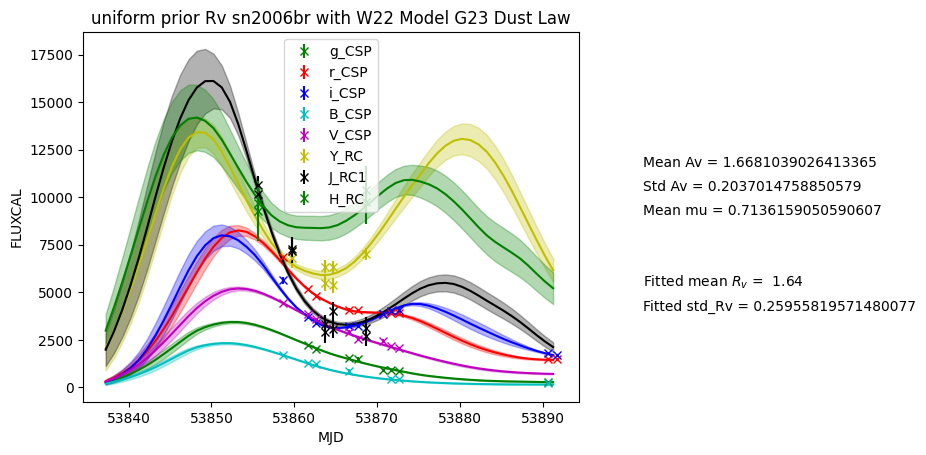 uniform prior Rv sn2006br with W22 Model G23 Dust Law
FLUXCAL
17500
15000
12500
10000
7500
5000
2500
0
g_CSP
r_CSP
i_CSP
B_CSP
V_CSP
Y_RC
J_RC1
H_RC
53840
53850
53860
53870
53880
53890
MJD
Mean Av = 1.6681039026413365
Std Av = 0.2037014758850579
Mean mu = 0.7136159050590607
Fitted mean Rᵥ = 1.64
Fitted std_Rv = 0.25955819571480077